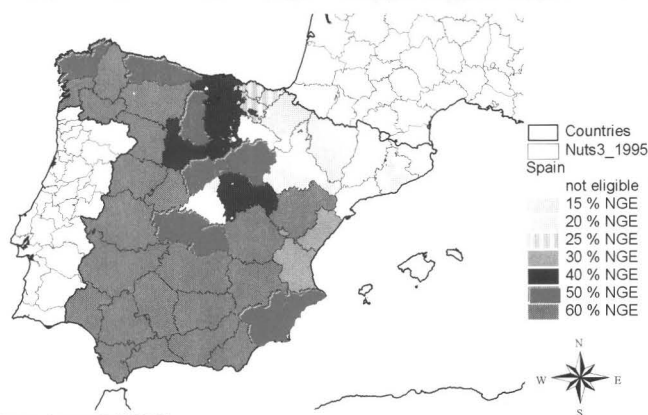 Countries
Nuts3_1995
Spain
not eligible
15 % NGE
20 % NGE
25 % NGE
30 % NGE
40 % NGE
50 % NGE
60 % NGE
N
W E
S